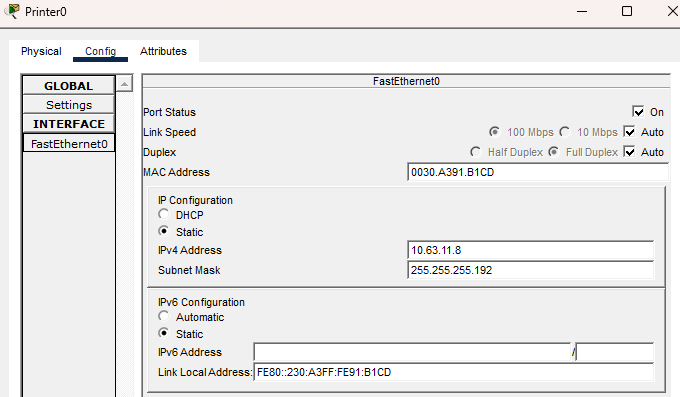 Printer0
Physical Config Attributes
GLOBAL
Settings
INTERFACE
FastEthernet0
FastEthernet0
Port Status On
Link Speed 100 Mbps 10 Mbps Auto
Duplex Half Duplex Full Duplex Auto
MAC Address 0030.A391.B1CD
IP Configuration
DHCP
Static
IPv4 Address 10.63.11.8
Subnet Mask 255.255.255.192
IPv6 Configuration
Automatic
Static
IPv6 Address /
Link Local Address: FE80::230:A3FF:FE91:B1CD